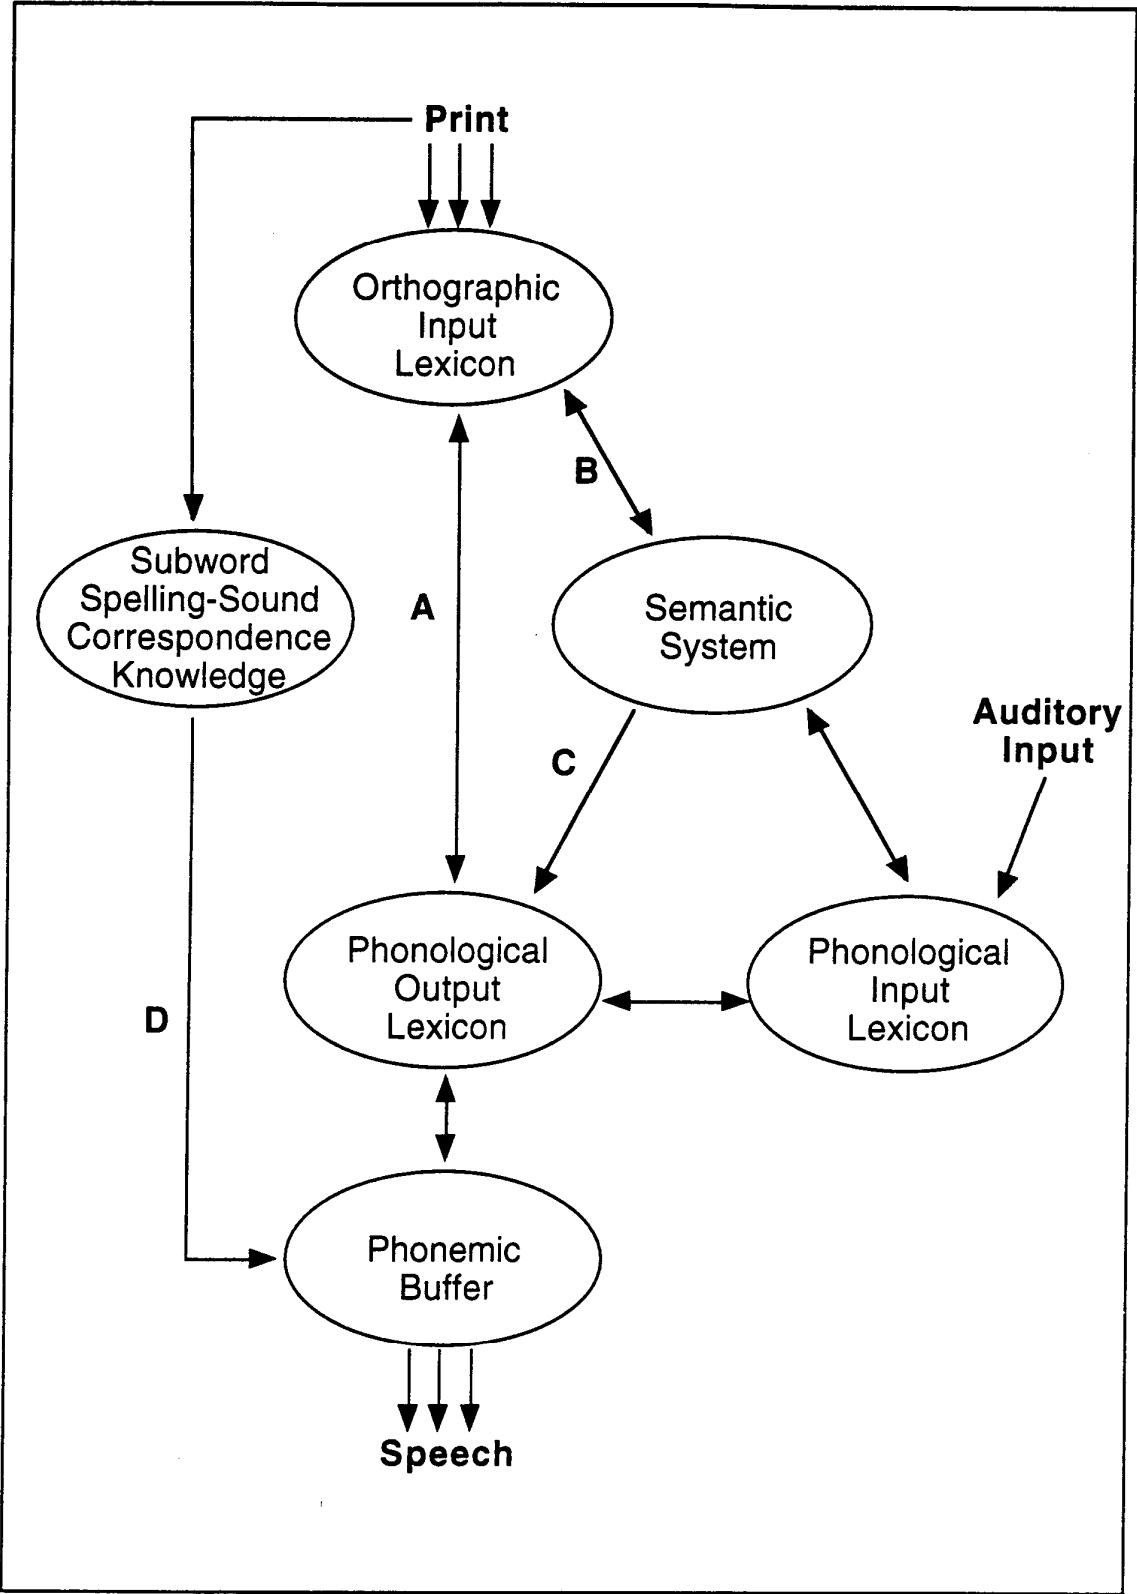 Print
Orthographic
Input
Lexicon
B
Subword
Spelling-Sound
Correspondence
Knowledge
A
Semantic
System
Auditory
Input
C
Phonological
Output
Lexicon
Phonological
Input
Lexicon
D
Phonemic
Buffer
Speech